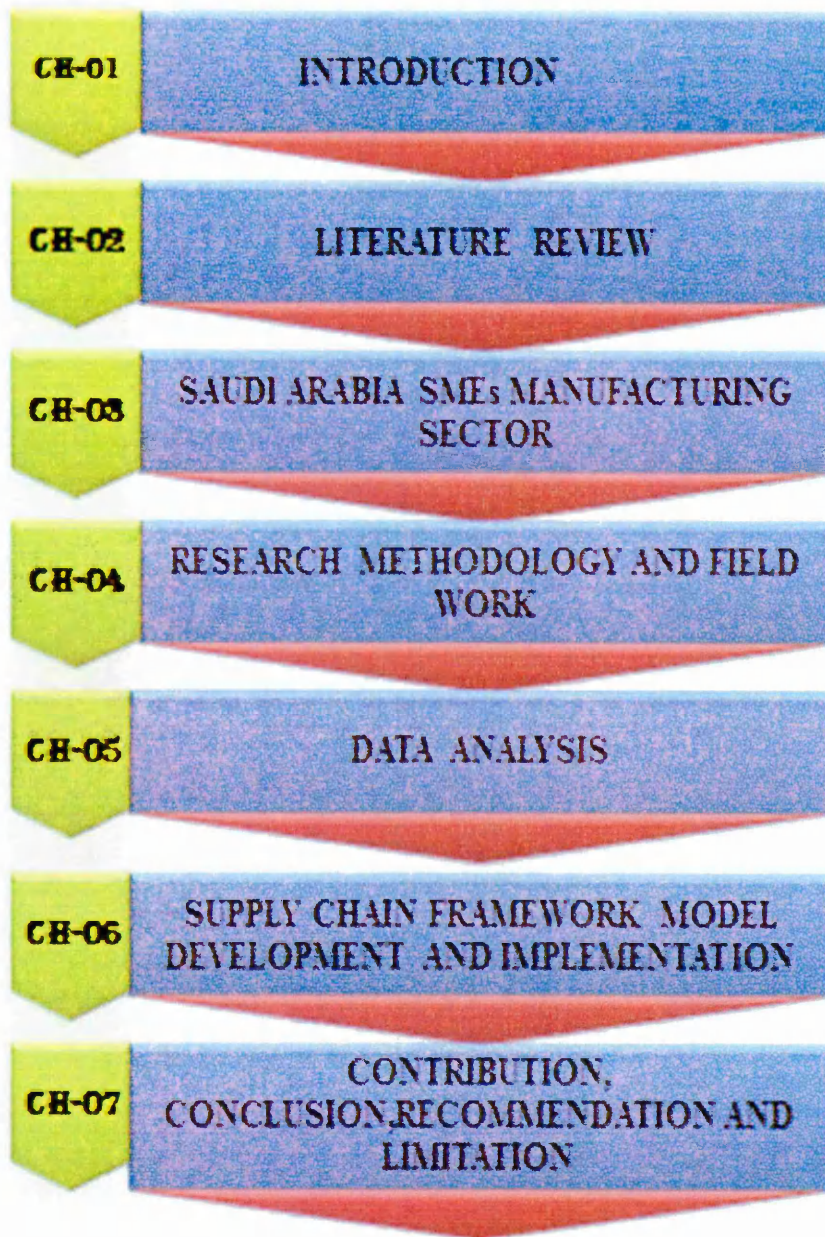 CH-01
INTRODUCTION
CH-02
LITERATURE REVIEW
CH-03
SAUDI ARABIA SMEs MANUFACTURING
SECTOR
CH-04
RESEARCH METHODOLOGY AND FIELD
WORK
CH-05
DATA ANALYSIS
CH-06
SUPPLY CHAIN FRAMEWORK MODEL
DEVELOPMENT AND IMPLEMENTATION
CH-07
CONTRIBUTION,
CONCLUSION,RECOMMENDATION AND
LIMITATION